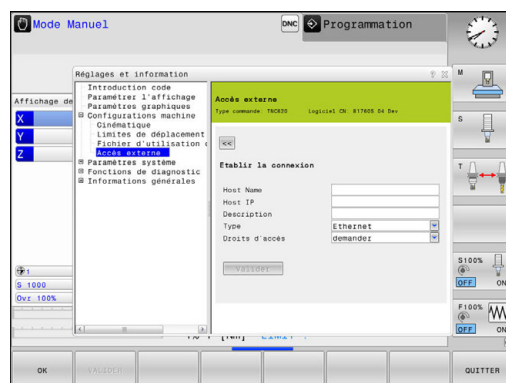 Mode Manuel
DNC
Programmation
Réglages et information
Introduction code
Paramétrer l'affichage
Paramètres graphiques
Configurations machine
Cinématique
Limites de déplacement
Fichier d'utilisation
Accès externe
Paramètres système
Fonctions de diagnostic
Informations générales
Accès externe
Type commande: TNC620 Logiciel CN: 817605 04 Dev
<<
Etablir la connexion
Host Name
Host IP
Description
Type Ethernet
Droits d'accès demander
Valider
Affichage de
X
Y
Z
1
S 1000
Ovr 100%
M
S
T
S100%
OFF ON
F100%
OFF ON
OK
VALIDER
QUITTER